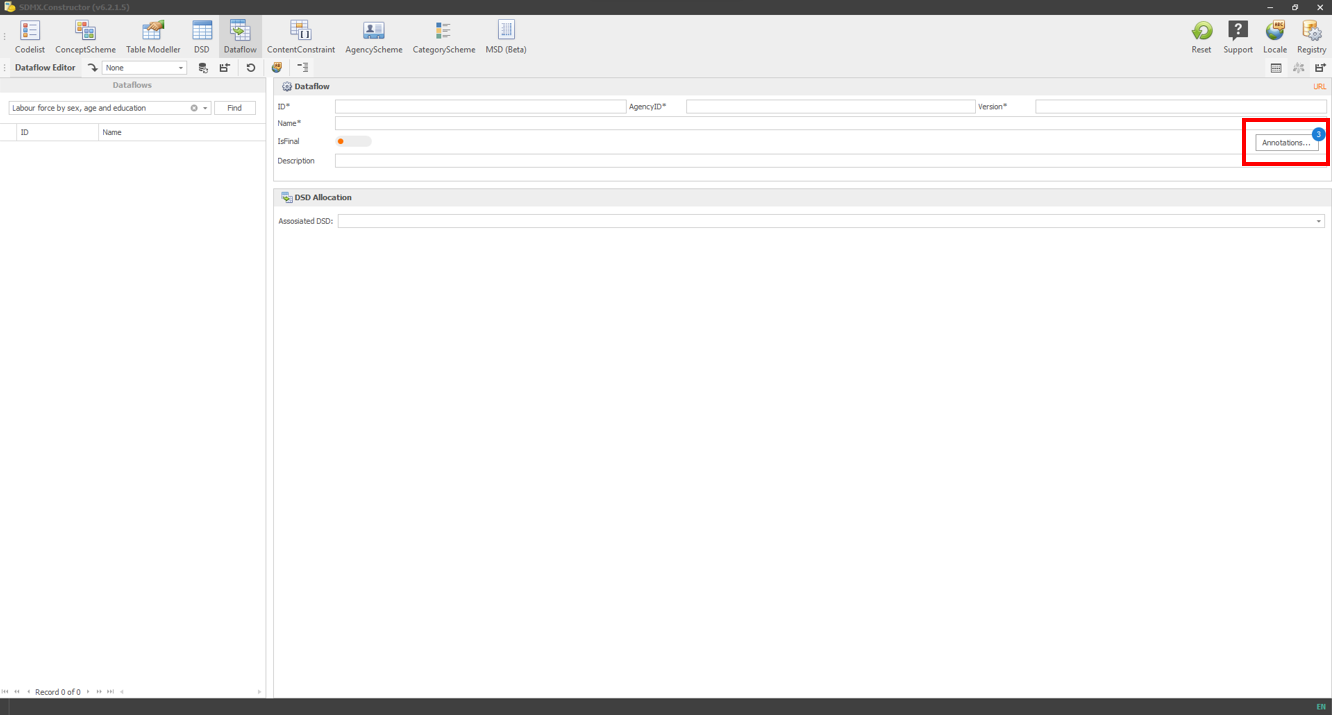 SDMX.Constructor (v6.2.1.5)
Codelist ConceptScheme Table Modeller DSD Dataflow ContentConstraint AgencyScheme CategoryScheme MSD (Beta) Reset Support Locale Registry
Dataflow Editor None
Dataflows
Labour force by sex, age and education Find
ID Name
Dataflow URL
ID* AgencyID* Version*
Name*
IsFinal
Annotations... 3
Description
DSD Allocation
Assosiated DSD:
Record 0 of 0
EN